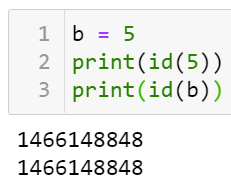 1 b = 5
2 print(id(5))
3 print(id(b))
1466148848
1466148848